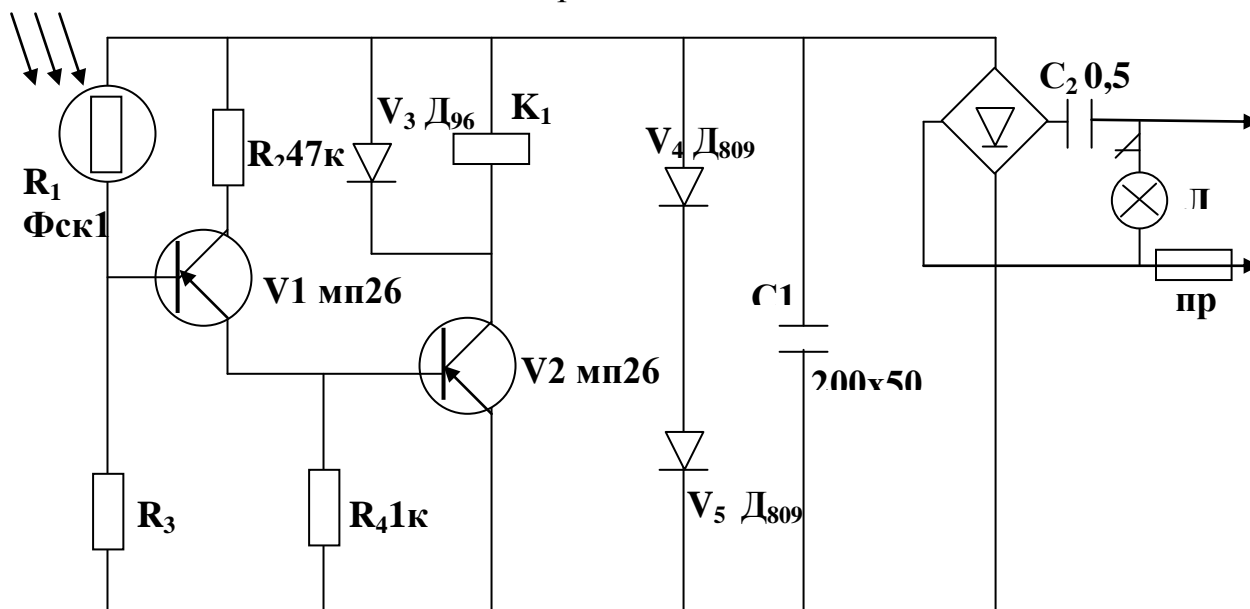 C₂ 0,5
V₃ Д₉₆
K₁
R₂47к
V₄ Д₈₀₉
R₁
Фск1
V1 мп26
C1
пр
V2 мп26
200х50
R₃
R₄1к
V₅ Д₈₀₉